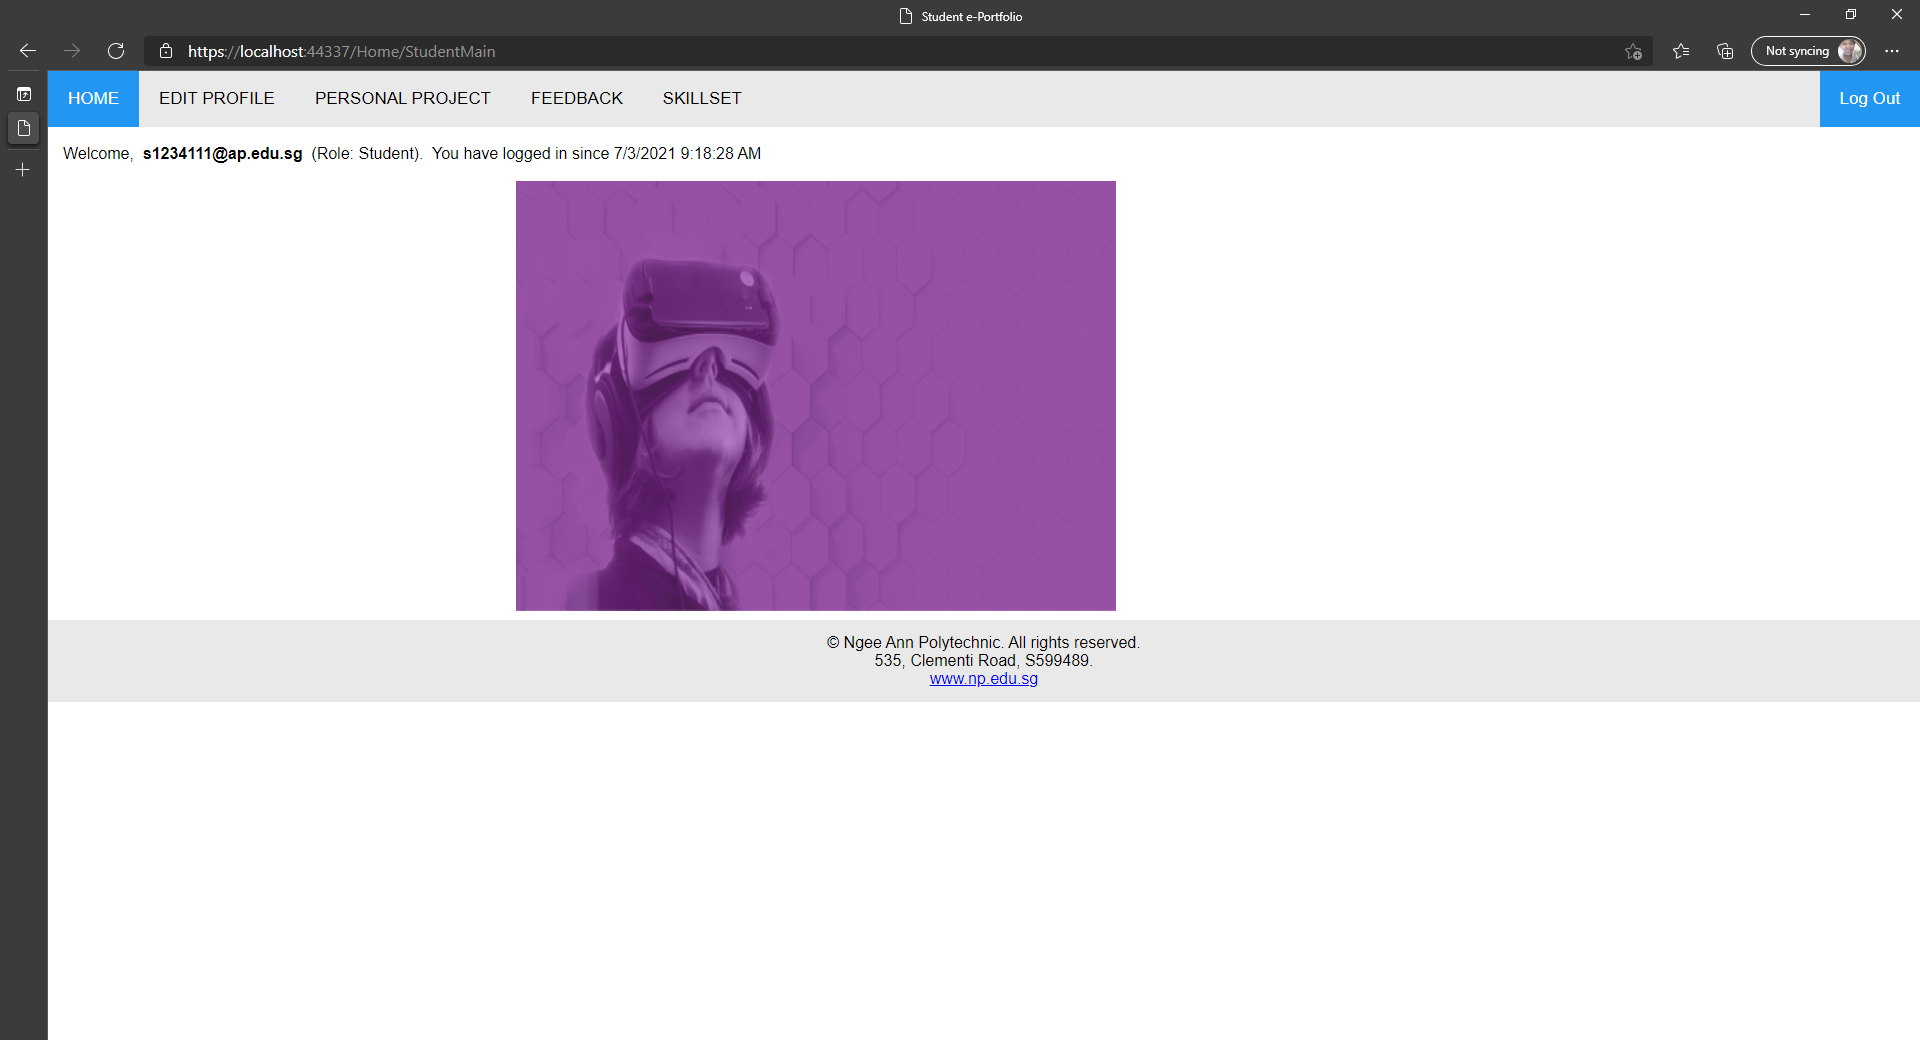 Student e-Portfolio
https://localhost:44337/Home/StudentMain
Not syncing
HOME EDIT PROFILE PERSONAL PROJECT FEEDBACK SKILLSET Log Out
Welcome, s1234111@ap.edu.sg (Role: Student). You have logged in since 7/3/2021 9:18:28 AM
© Ngee Ann Polytechnic. All rights reserved.
535, Clementi Road, S599489.
www.np.edu.sg